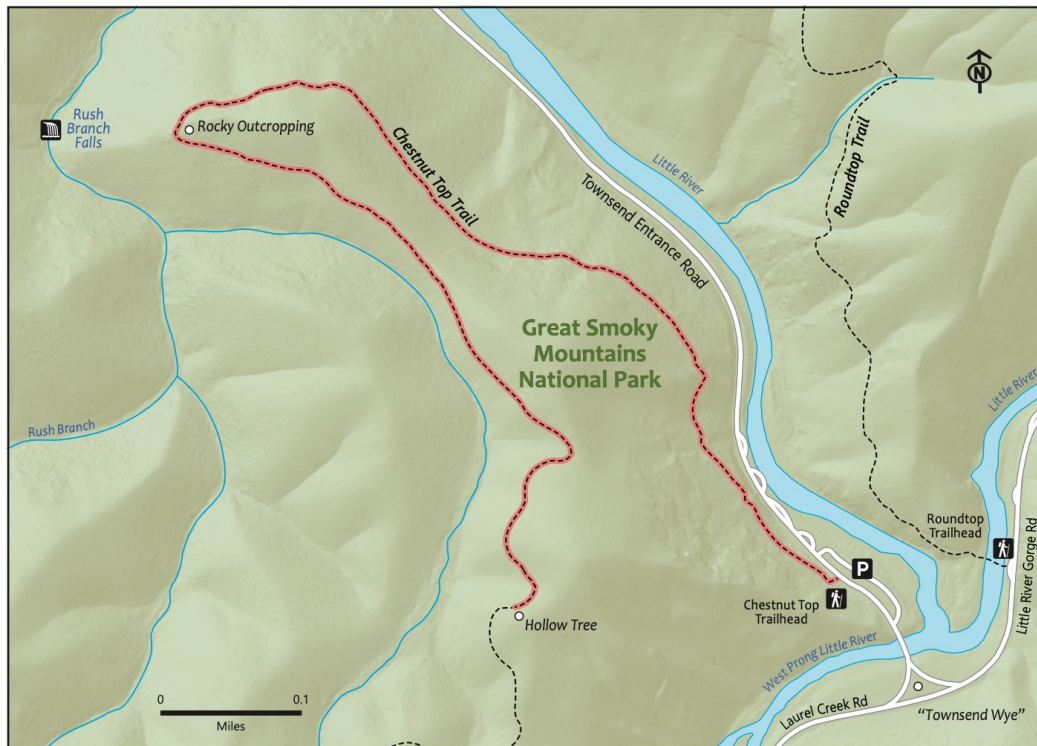 N
Rush
Branch
Falls
Rocky Outcropping
Chestnut Top Trail
Little River
Townsend Entrance Road
Roundtop Trail
Great Smoky
Mountains
National Park
Little River
Rush Branch
Roundtop
Trailhead
P
Little River Gorge Rd
Chestnut Top
Trailhead
Hollow Tree
West Prong Little River
Laurel Creek Rd
"Townsend Wye"
0
0.1
Miles